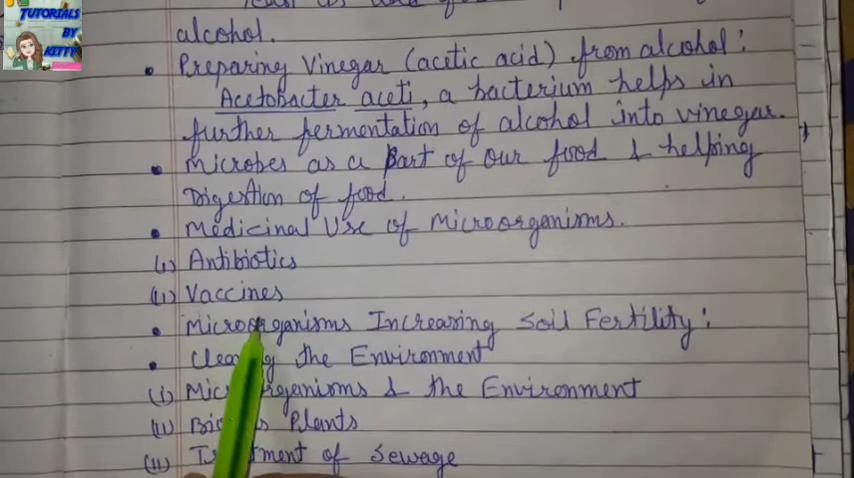 TUTORIALS
BY
KITTY
alcohol.
• Preparing Vinegar (acetic acid) from alcohol:
Acetobacter aceti, a bacterium helps in
further fermentation of alcohol into vinegar.
• Microbes as a Part of our food & helping
Digestion of food.
• Medicinal Use of Microorganisms.
(i) Antibiotics
(ii) Vaccines
• Microorganisms Increasing Soil Fertility:
• the Environment
(i) & the Environment
(ii) Plants
(iii) of Sewage